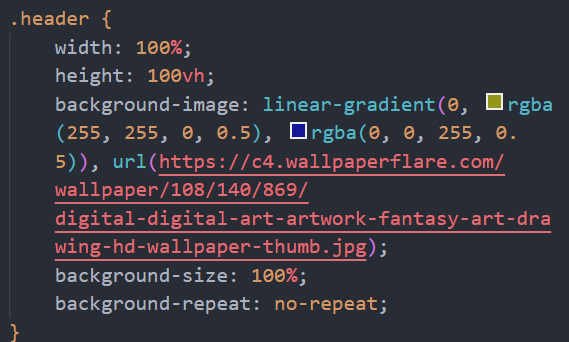 .header {
width: 100%;
height: 100vh;
background-image: linear-gradient(0, rgba
(255, 255, 0, 0.5), rgba(0, 0, 255, 0.
5)), url(https://c4.wallpaperflare.com/
wallpaper/108/140/869/
digital-digital-art-artwork-fantasy-art-dra
wing-hd-wallpaper-thumb.jpg);
background-size: 100%;
background-repeat: no-repeat;
}